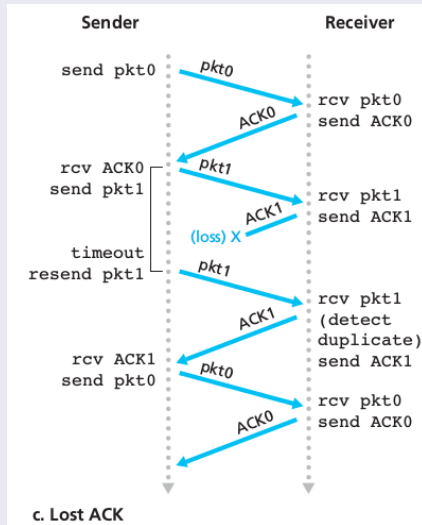 Sender
Receiver
send pkt0
pkt0
rcv pkt0
send ACK0
ACK0
rcv ACK0
send pkt1
pkt1
rcv pkt1
send ACK1
ACK1
(loss) X
timeout
resend pkt1
pkt1
rcv pkt1
(detect
duplicate)
send ACK1
ACK1
rcv ACK1
send pkt0
pkt0
rcv pkt0
send ACK0
ACK0
c. Lost ACK